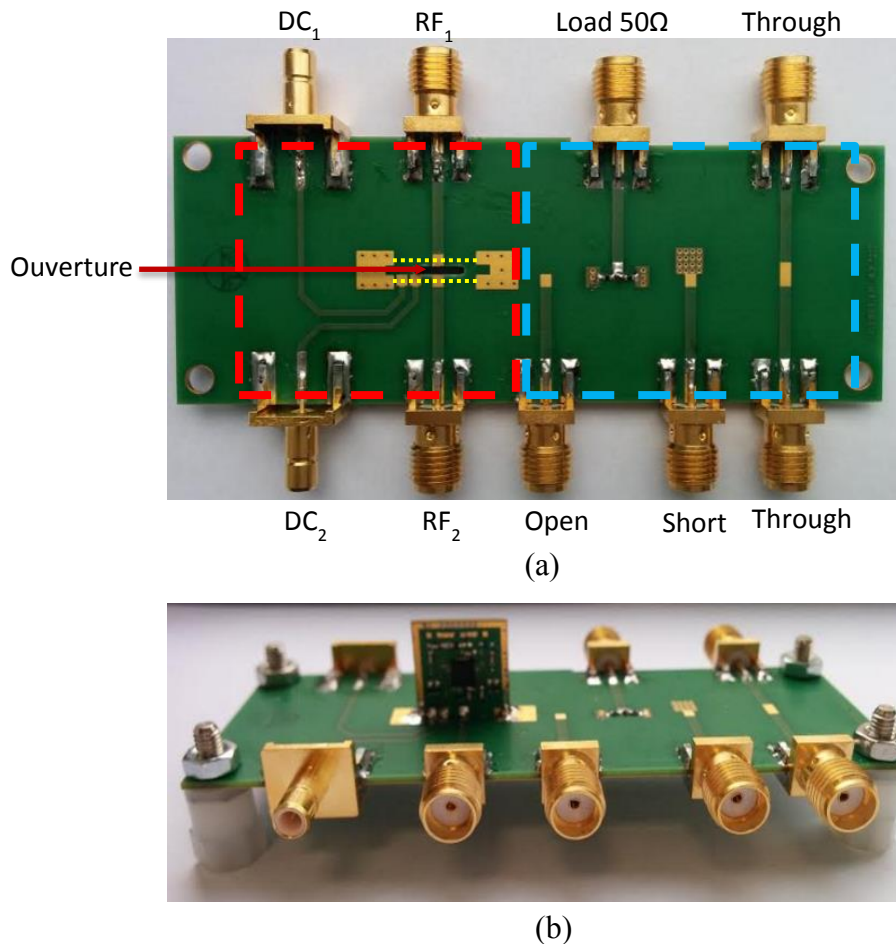 DC1 RF1 Load 50Ω Through
Ouverture
DC2 RF2 Open Short Through
(a)
(b)